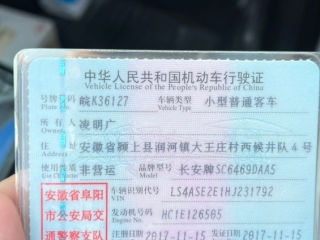 中华人民共和国机动车行驶证
Vehicle License of the People's Republic of China
号牌号码 皖K36127 车辆类型 小型普通客车
Plate No. Vehicle Type
所有人 凌明广
Owner
住址 安徽省颍上县润河镇大王庄村西候井队4号
Address
使用性质 非营运 品牌型号 长安牌SC6469DAA5
安徽省阜阳 车辆识别代号 LS4ASE2E1HJ231792
VIN
市公安局交 发动机号码 HC1E126505
Engine No.
通警察支队 注册日期 2017-11-15 发证日期 2017-11-15